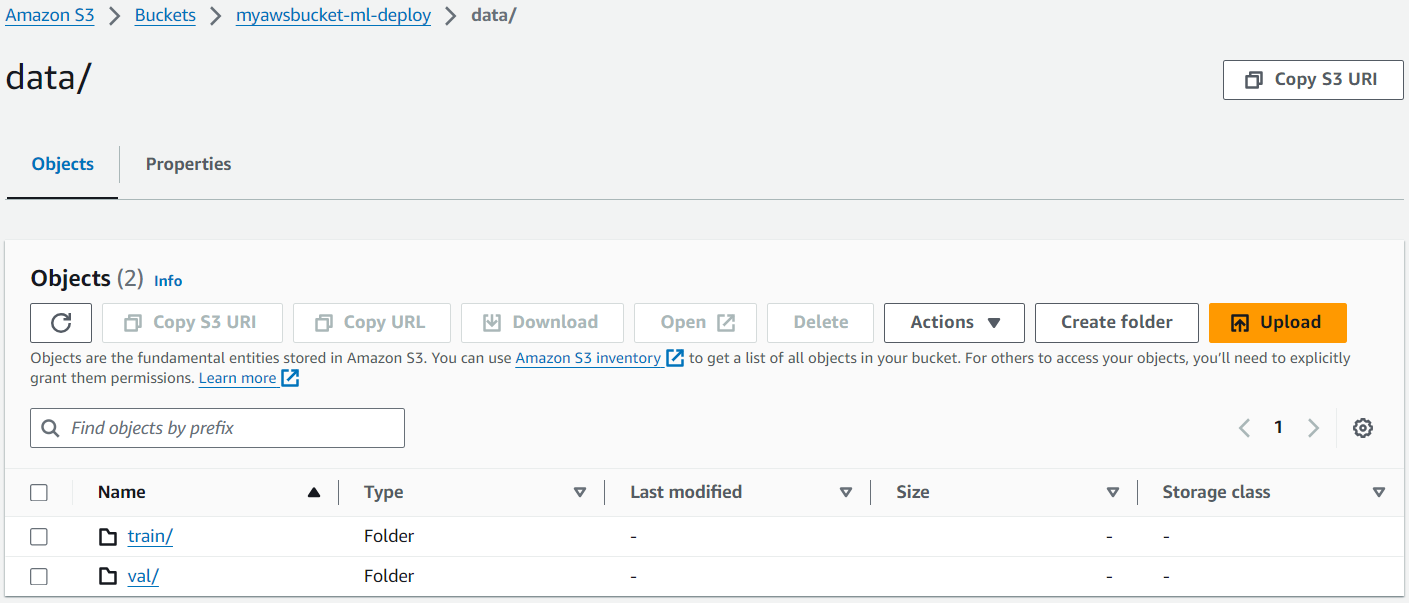 Amazon S3 > Buckets > myawsbucket-ml-deploy > data/
data/
Copy S3 URI
Objects Properties
Objects (2) Info
Copy S3 URI Copy URL Download Open Delete Actions Create folder Upload
Objects are the fundamental entities stored in Amazon S3. You can use Amazon S3 inventory to get a list of all objects in your bucket. For others to access your objects, you'll need to explicitly
grant them permissions. Learn more
Find objects by prefix
1
Name Type Last modified Size Storage class
train/ Folder - - -
val/ Folder - - -